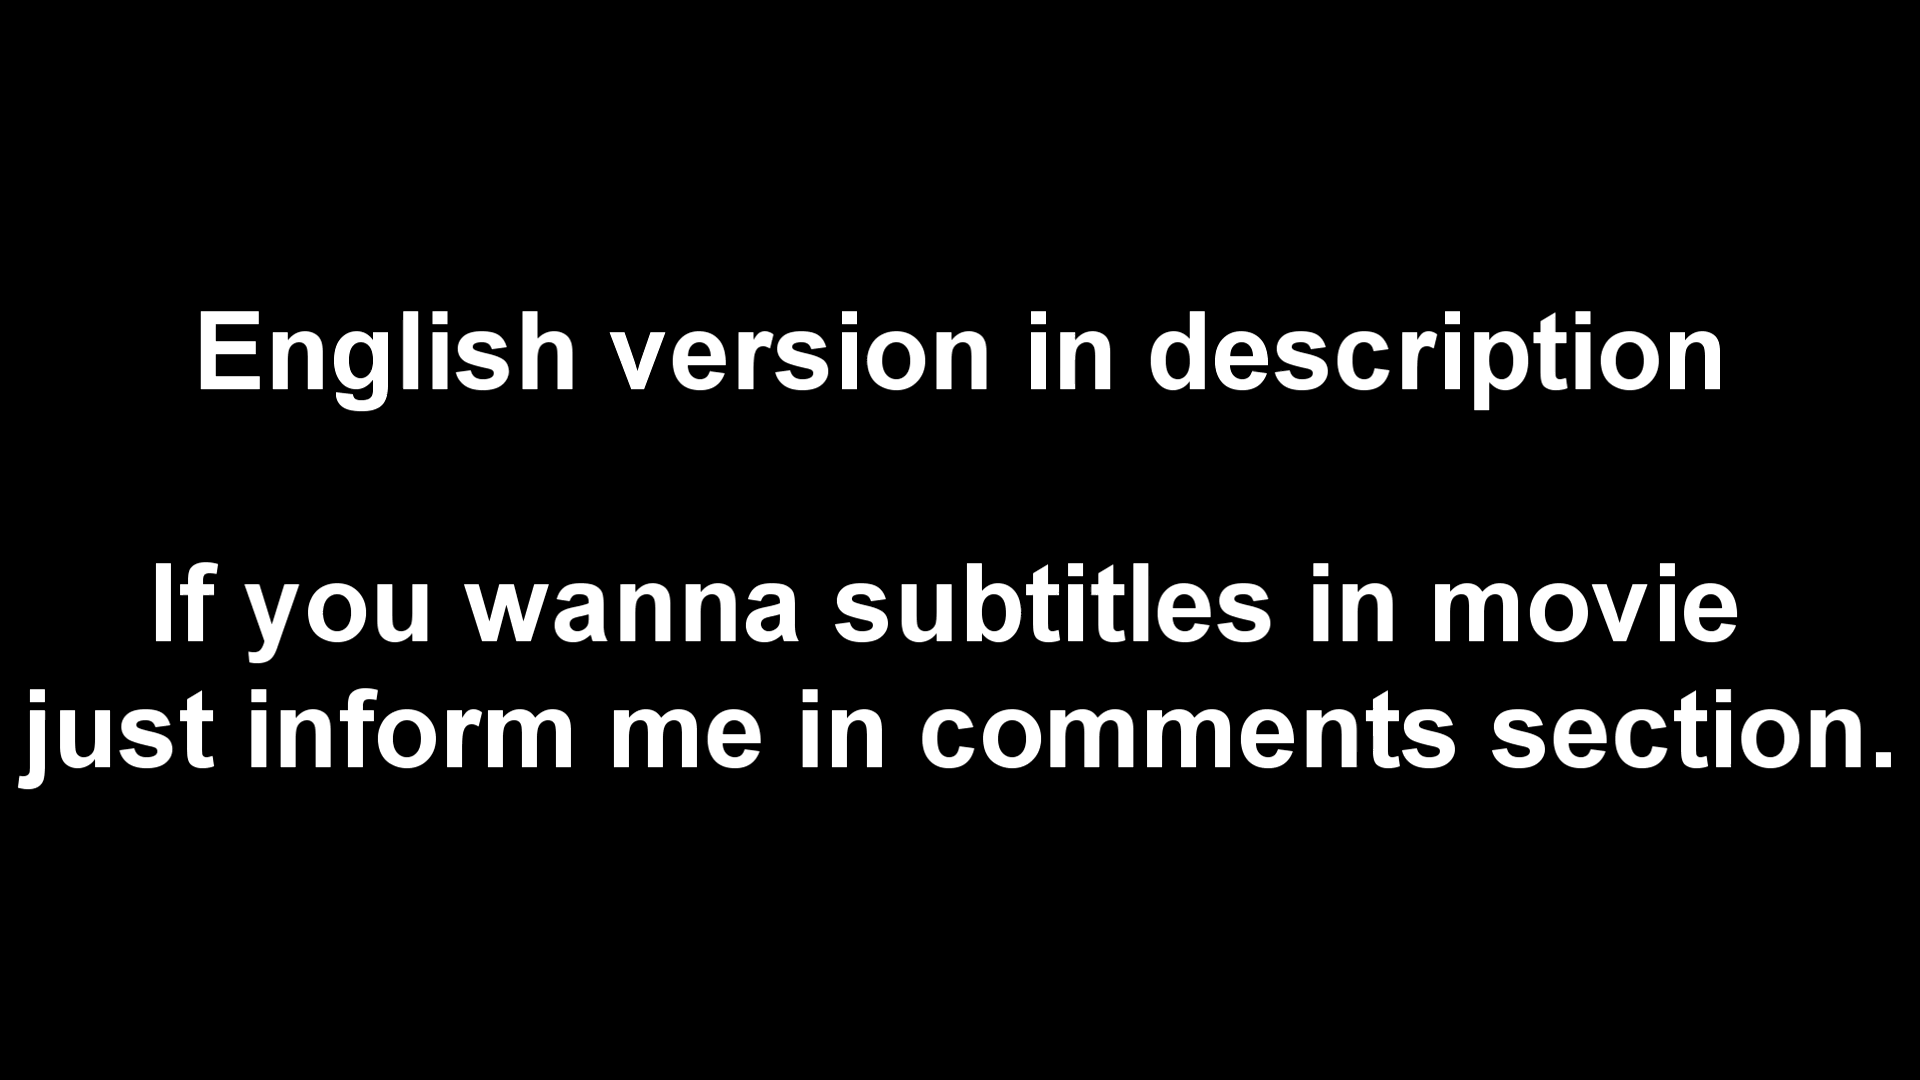 English version in description
If you wanna subtitles in movie
just inform me in comments section.